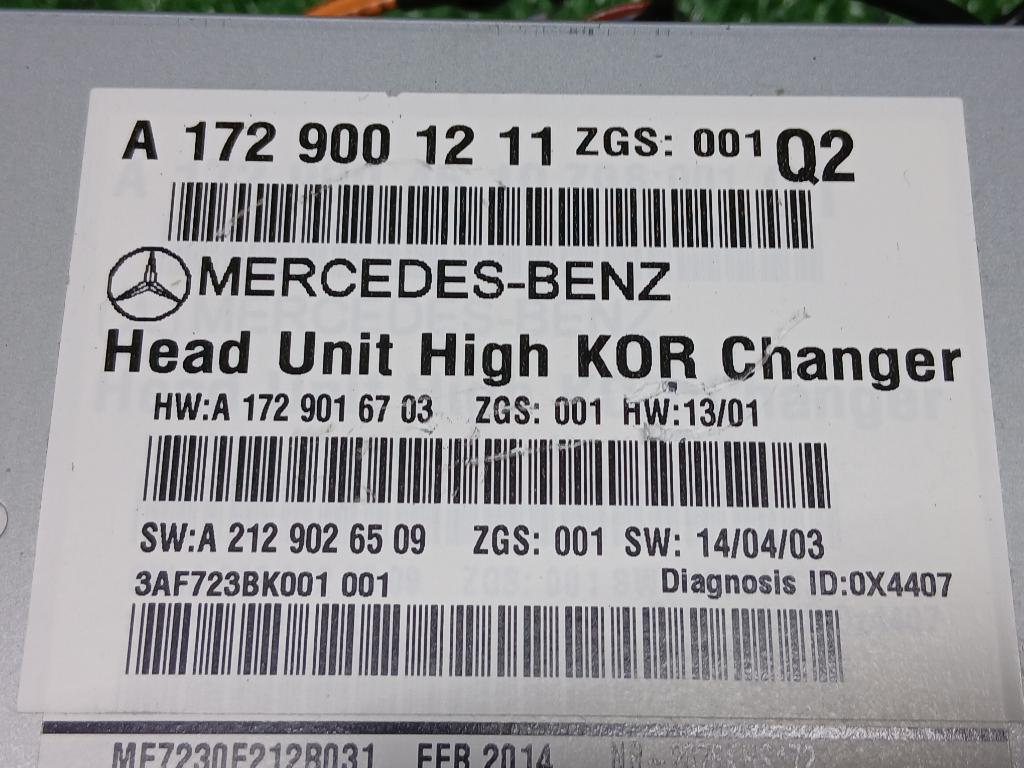 A 172 900 12 11 ZGS: 001 Q2
MERCEDES-BENZ
Head Unit High KOR Changer
HW:A 172 901 67 03 ZGS: 001 HW:13/01
SW:A 212 902 65 09 ZGS: 001 SW: 14/04/03
3AF723BK001 001 Diagnosis ID:0X4407
FEB 2014